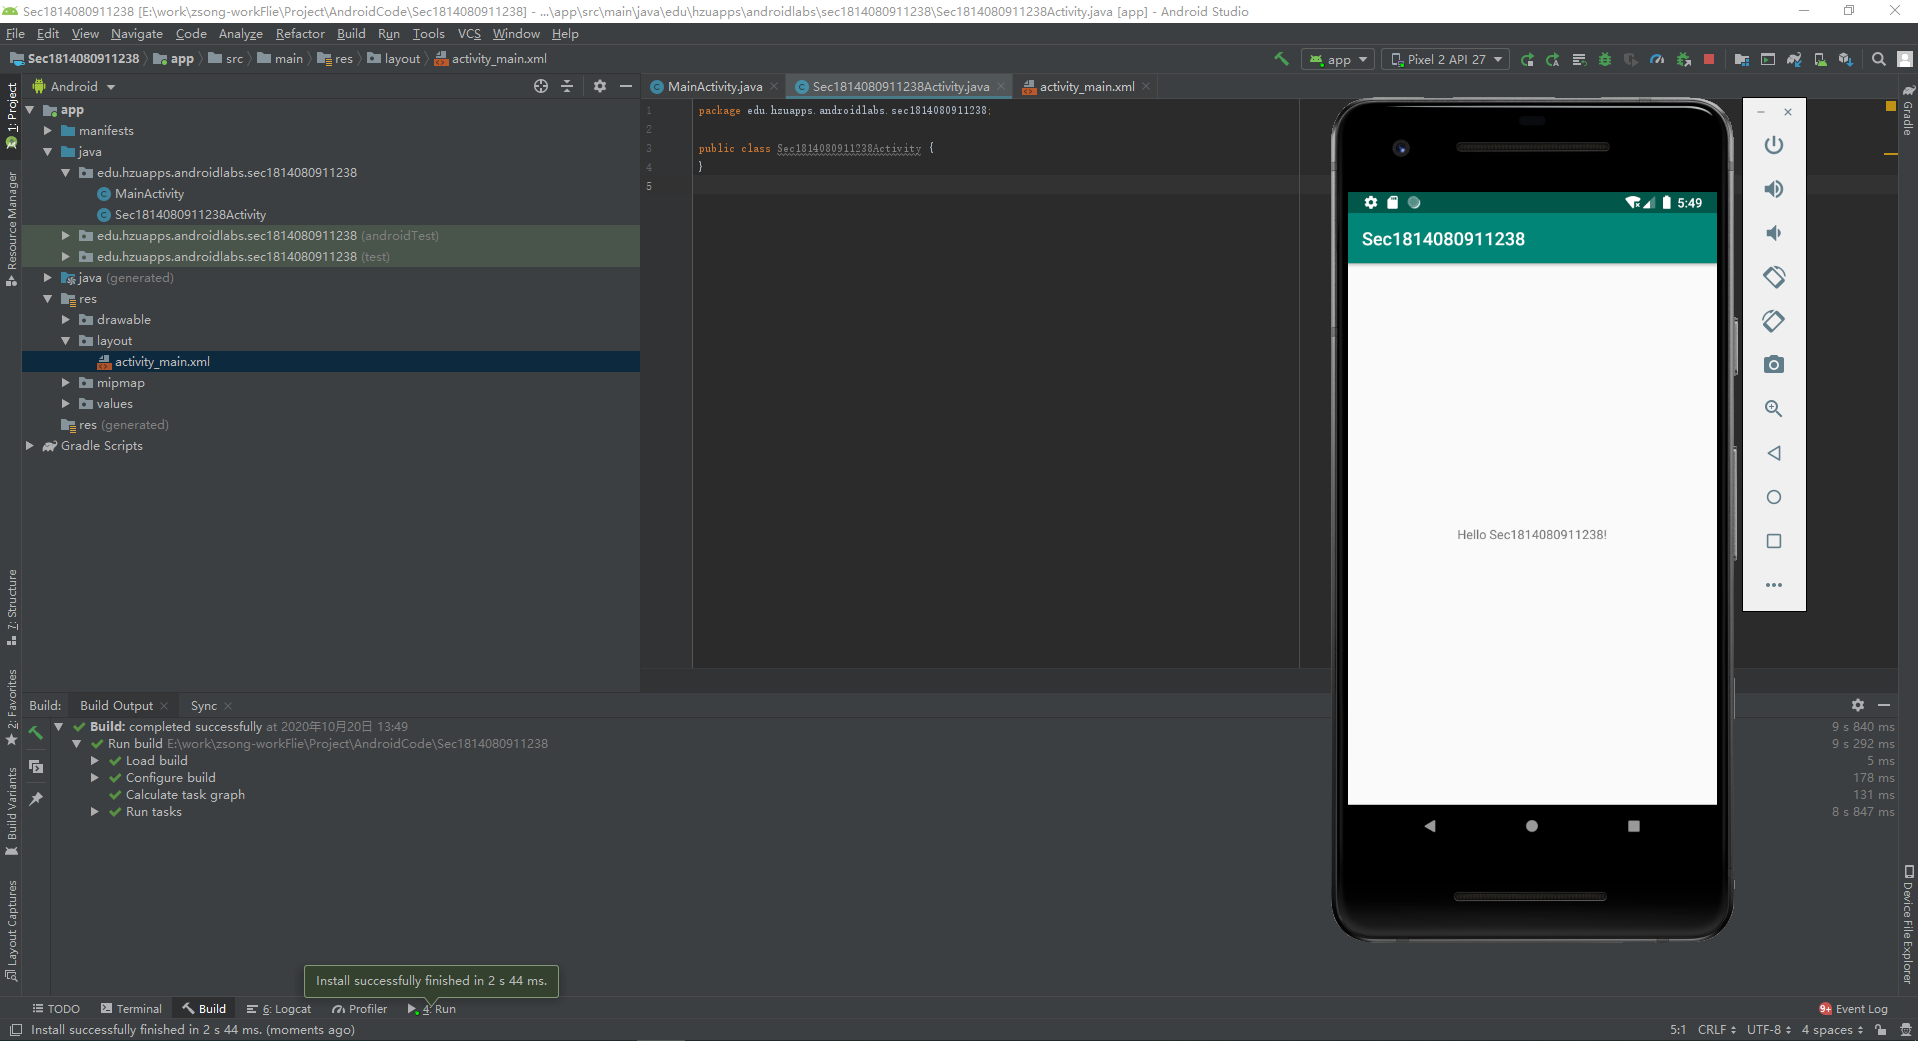 Sec1814080911238 [E:\work\zsong-workFlie\Project\AndroidCode\Sec1814080911238] - ...\app\src\main\java\edu\hzuapps\androidlabs\sec1814080911238\Sec1814080911238Activity.java [app] - Android Studio
File Edit View Navigate Code Analyze Refactor Build Run Tools VCS Window Help
Sec1814080911238 app src main res layout activity_main.xml
app Pixel 2 API 27
Android
MainActivity.java Sec1814080911238Activity.java activity_main.xml
1: Project
Resource Manager
7: Structure
2: Favorites
Build Variants
Layout Captures
app
manifests
java
edu.hzuapps.androidlabs.sec1814080911238
MainActivity
Sec1814080911238Activity
edu.hzuapps.androidlabs.sec1814080911238 (androidTest)
edu.hzuapps.androidlabs.sec1814080911238 (test)
java (generated)
res
drawable
layout
activity_main.xml
mipmap
values
res (generated)
Gradle Scripts
1 package edu.hzuapps.androidlabs.sec1814080911238;
2
3 public class Sec1814080911238Activity {
4 }
5
5:49
Sec1814080911238
Hello Sec1814080911238!
Gradle
Device File Explorer
Build: Build Output Sync
Build: completed successfully at 2020年10月20日 13:49 9 s 840 ms
Run build E:\work\zsong-workFlie\Project\AndroidCode\Sec1814080911238 9 s 292 ms
Load build 5 ms
Configure build 178 ms
Calculate task graph 131 ms
Run tasks 8 s 847 ms
Install successfully finished in 2 s 44 ms.
TODO Terminal Build 6: Logcat Profiler 4: Run 9+ Event Log
Install successfully finished in 2 s 44 ms. (moments ago) 5:1 CRLF UTF-8 4 spaces